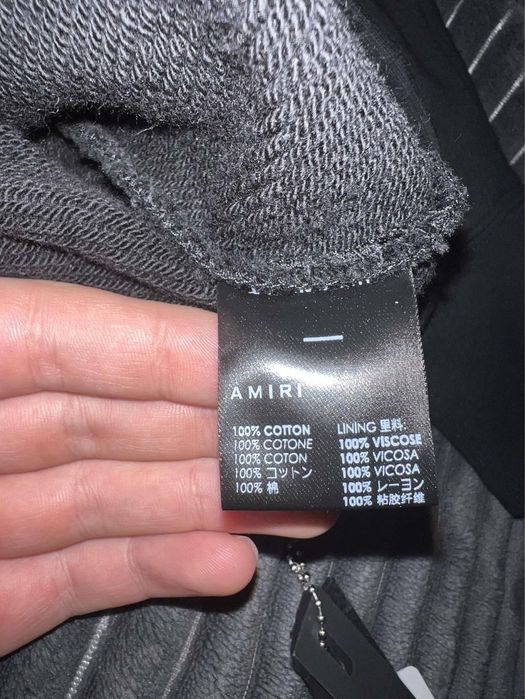 AMIRI
100% COTTON
100% COTONE
100% COTON
100% コットン
100% 棉
LINING 里料:
100% VISCOSE
100% VICOSA
100% VICOSA
100% レーヨン
100% 粘胶纤维